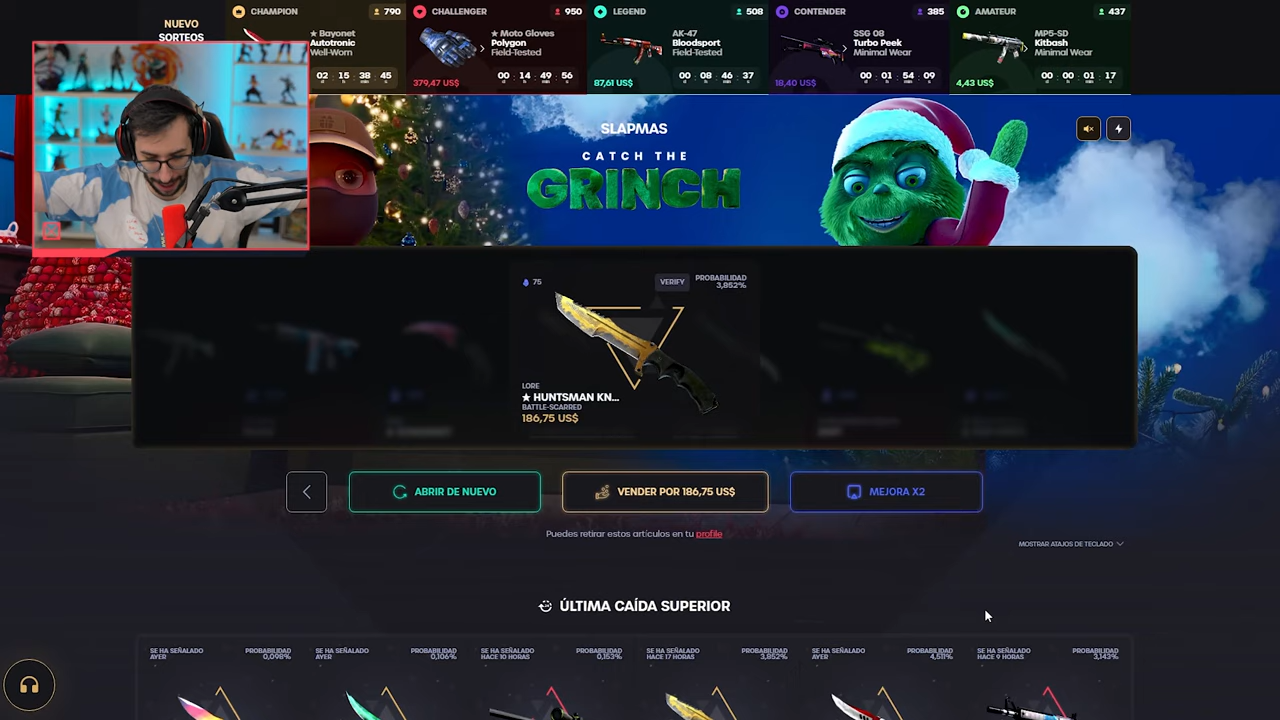 NUEVO
SORTEOS
CHAMPION
790
★ Bayonet
Autotronic
Well-Worn
02 : 15 : 38 : 45
CHALLENGER
950
★ Moto Gloves
Polygon
Field-Tested
379,47 US$
00 : 14 : 49 : 56
LEGEND
508
AK-47
Bloodsport
Field-Tested
87,61 US$
00 : 08 : 46 : 37
CONTENDER
385
SSG 08
Turbo Peek
Minimal Wear
18,40 US$
00 : 01 : 54 : 09
AMATEUR
437
MP5-SD
Kitbash
Minimal Wear
4,43 US$
00 : 00 : 01 : 17
SLAPMAS
CATCH THE
GRINCH
75
VERIFY
PROBABILIDAD
3,852%
LORE
★ HUNTSMAN KN...
BATTLE-SCARRED
186,75 US$
ABRIR DE NUEVO
VENDER POR 186,75 US$
MEJORA X2
Puedes retirar estos artículos en tu profile
MOSTRAR ATAJOS DE TECLADO
ÚLTIMA CAÍDA SUPERIOR
SE HA SEÑALADO
AYER
PROBABILIDAD
0,098%
SE HA SEÑALADO
AYER
PROBABILIDAD
0,106%
SE HA SEÑALADO
HACE 10 HORAS
PROBABILIDAD
0,153%
SE HA SEÑALADO
HACE 17 HORAS
PROBABILIDAD
3,852%
SE HA SEÑALADO
AYER
PROBABILIDAD
4,511%
SE HA SEÑALADO
HACE 9 HORAS
PROBABILIDAD
3,143%